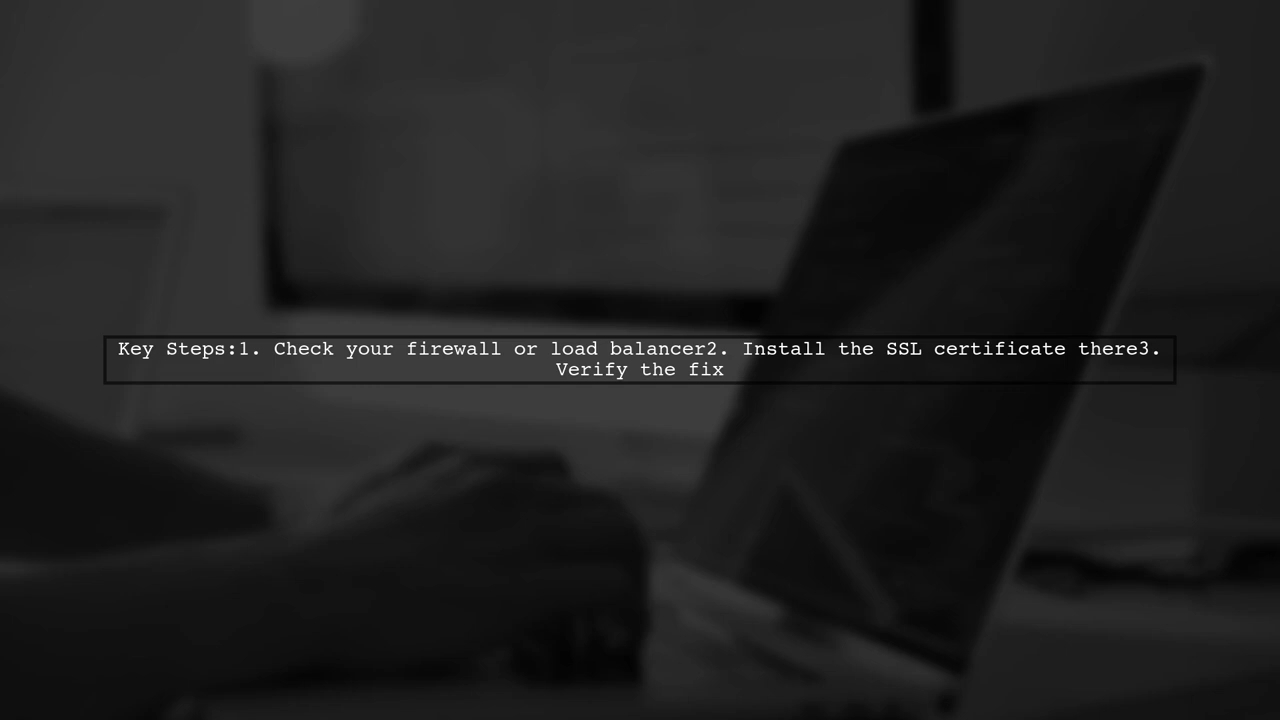 Key Steps:1. Check your firewall or load balancer2. Install the SSL certificate there3.
Verify the fix